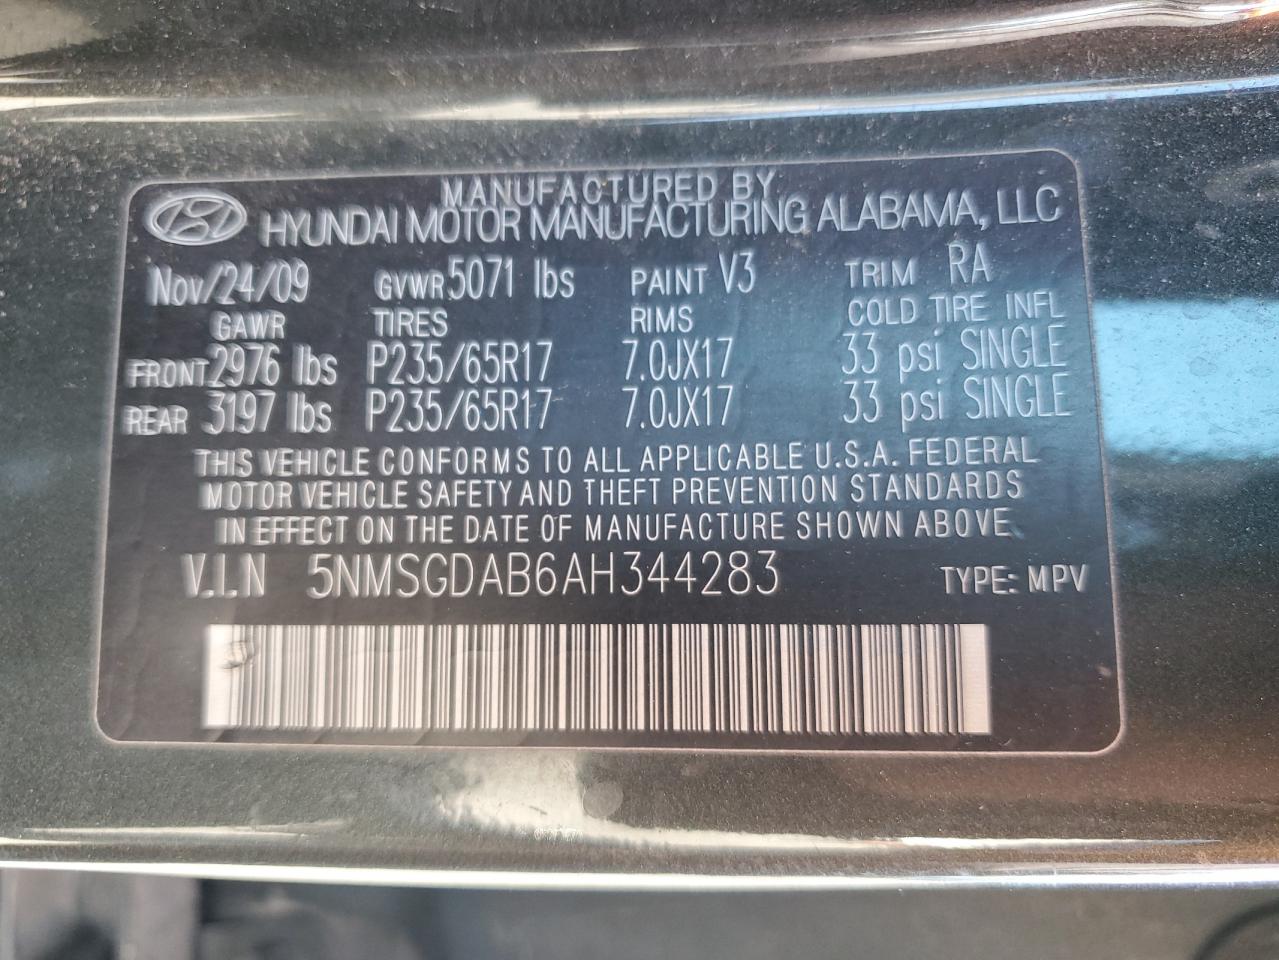 MANUFACTURED BY
HYUNDAI MOTOR MANUFACTURING ALABAMA, LLC
Nov/24/09 GVWR 5071 lbs PAINT V3 TRIM RA
GAWR TIRES RIMS COLD TIRE INFL
FRONT 2976 lbs P235/65R17 7.0JX17 33 psi SINGLE
REAR 3197 lbs P235/65R17 7.0JX17 33 psi SINGLE
THIS VEHICLE CONFORMS TO ALL APPLICABLE U.S.A. FEDERAL
MOTOR VEHICLE SAFETY AND THEFT PREVENTION STANDARDS
IN EFFECT ON THE DATE OF MANUFACTURE SHOWN ABOVE
V.I.N 5NMSGDAB6AH344283 TYPE: MPV